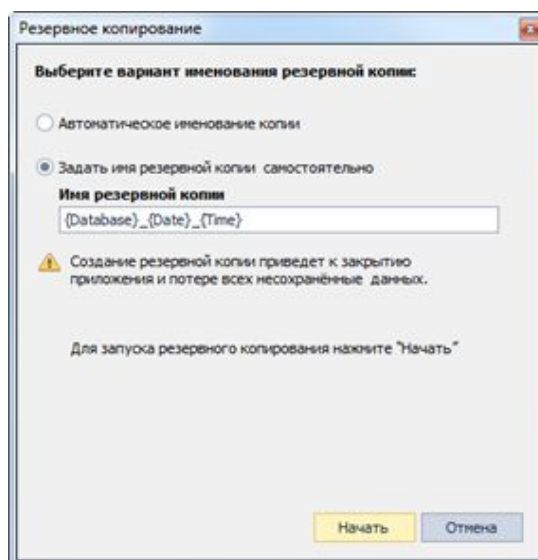 Резервное копирование
Выберите вариант именования резервной копии:
Автоматическое именование копии
Задать имя резервной копии самостоятельно
Имя резервной копии
{Database}_{Date}_{Time}
Создание резервной копии приведет к закрытию
приложения и потере всех несохранённые данных.
Для запуска резервного копирования нажмите "Начать"
Начать
Отмена